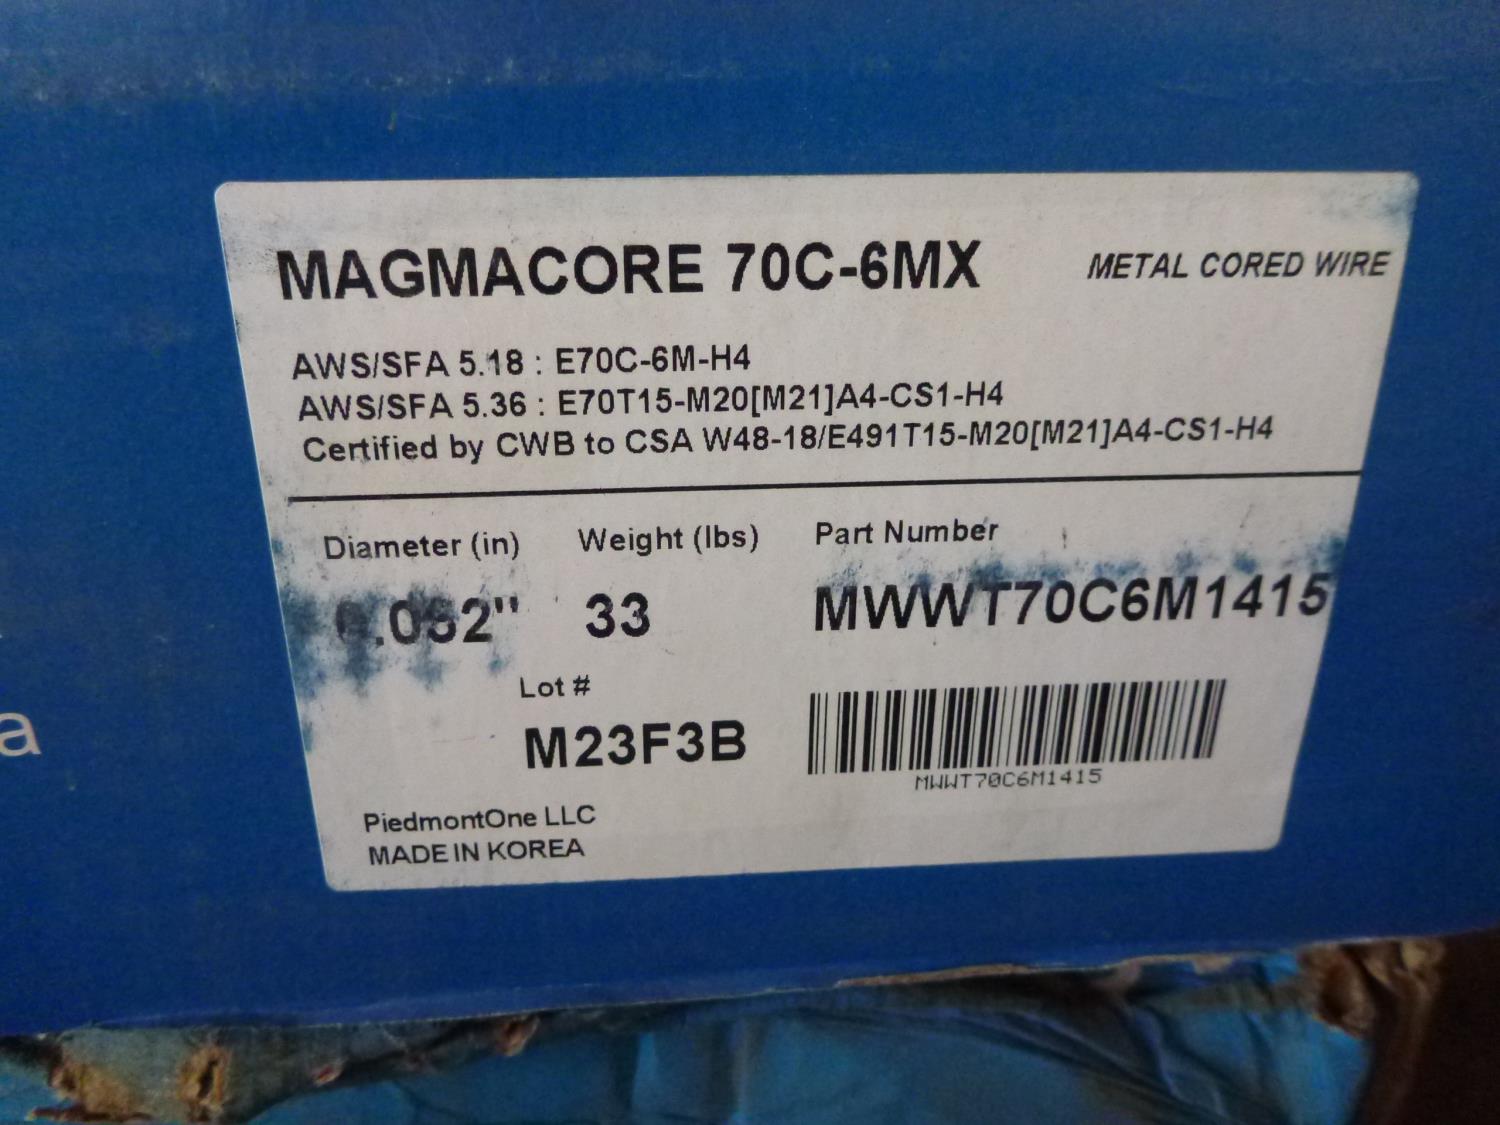 MAGMACORE 70C-6MX METAL CORED WIRE
AWS/SFA 5.18 : E70C-6M-H4
AWS/SFA 5.36 : E70T15-M20[M21]A4-CS1-H4
Certified by CWB to CSA W48-18/E491T15-M20[M21]A4-CS1-H4
Diameter (in) Weight (lbs) Part Number
33 MWWT70C6M1415
Lot #
M23F3B
MWWT70C6M1415
PiedmontOne LLC
MADE IN KOREA
a